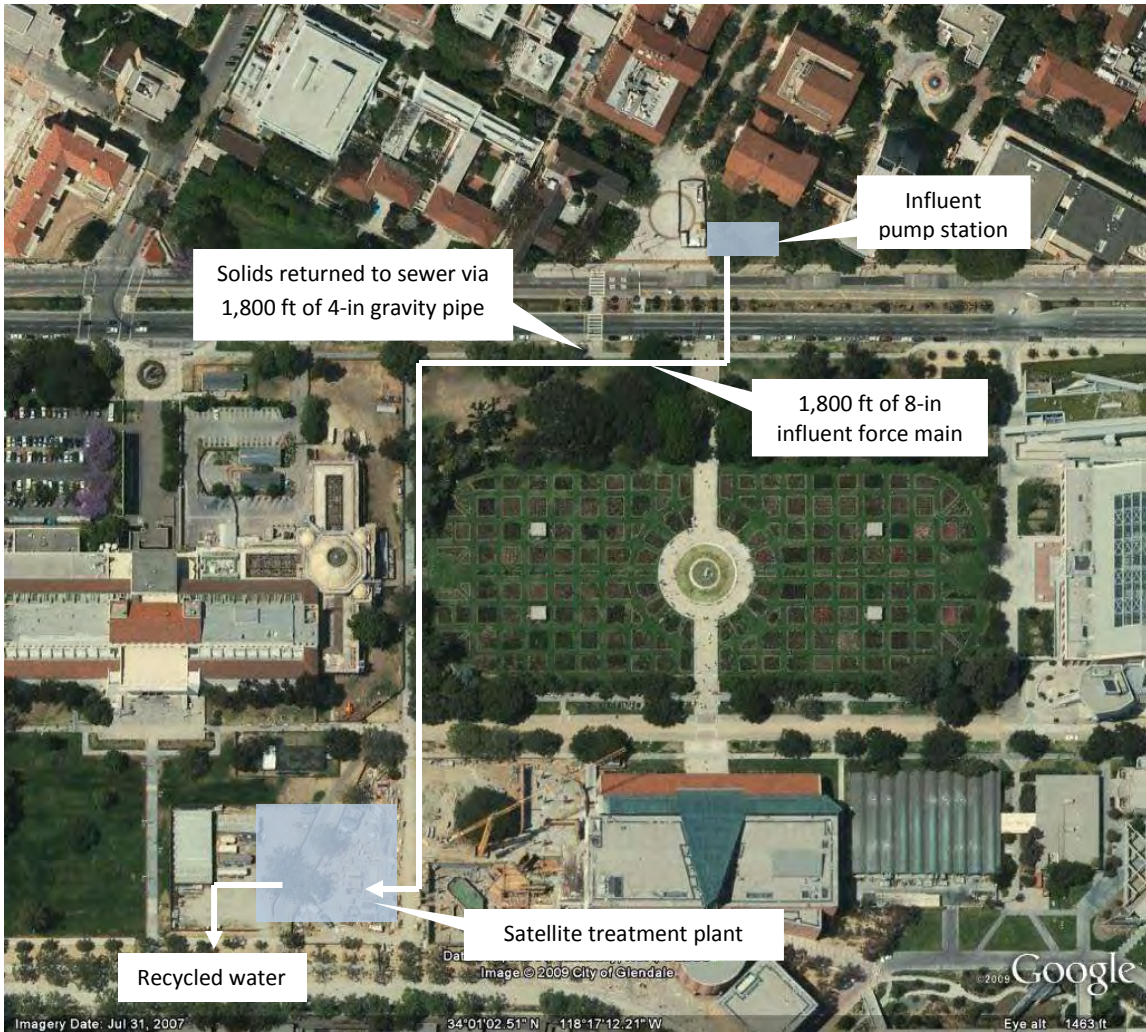 Influent
pump station
Solids returned to sewer via
1,800 ft of 4-in gravity pipe
1,800 ft of 8-in
influent force main
Satellite treatment plant
Recycled water
Image © 2009 City of Glendale
©2009 Google
Imagery Date: Jul 31, 2007
34°01'02.51" N 118°17'12.21" W
Eye alt 1463 ft